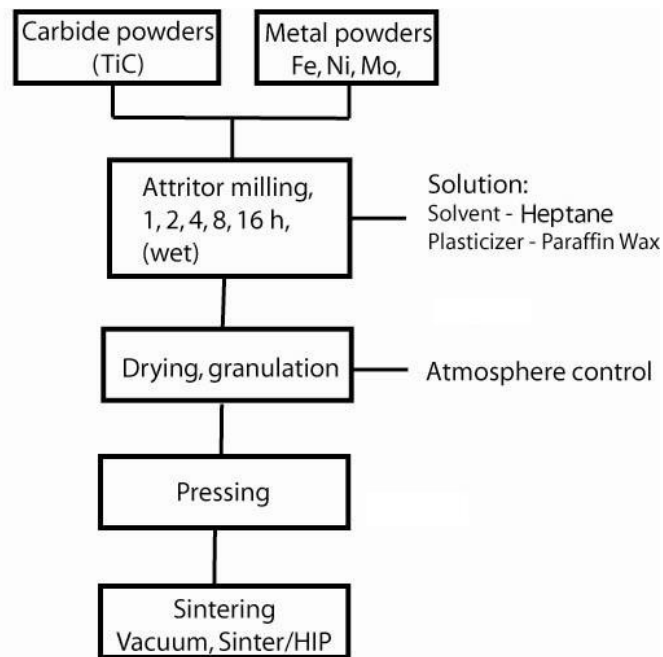 Carbide powders
(TiC)
Metal powders
Fe, Ni, Mo,
Attritor milling,
1, 2, 4, 8, 16 h,
(wet)
Solution:
Solvent - Heptane
Plasticizer - Paraffin Wax
Drying, granulation
Atmosphere control
Pressing
Sintering
Vacuum, Sinter/HIP